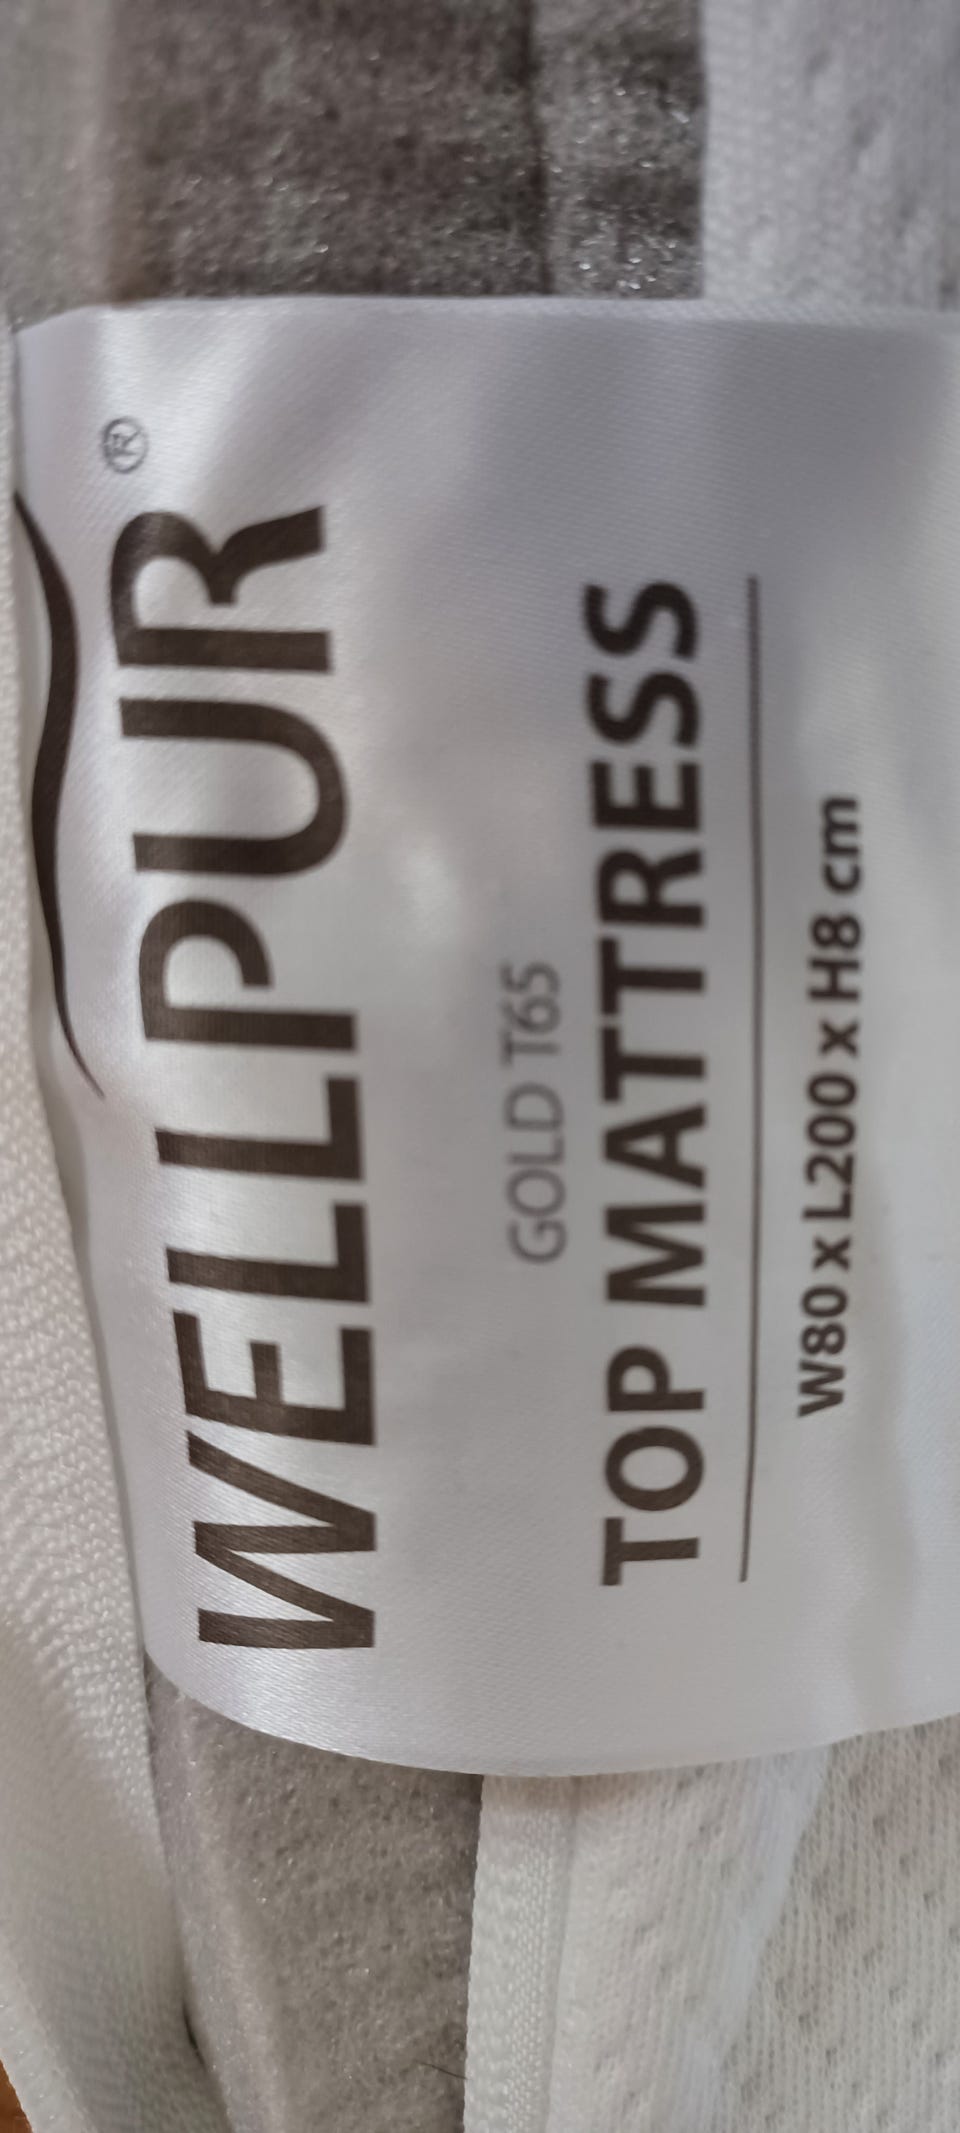 WELLPUR®
GOLD T65
TOP MATTRESS
W80 x L200 x H8 cm